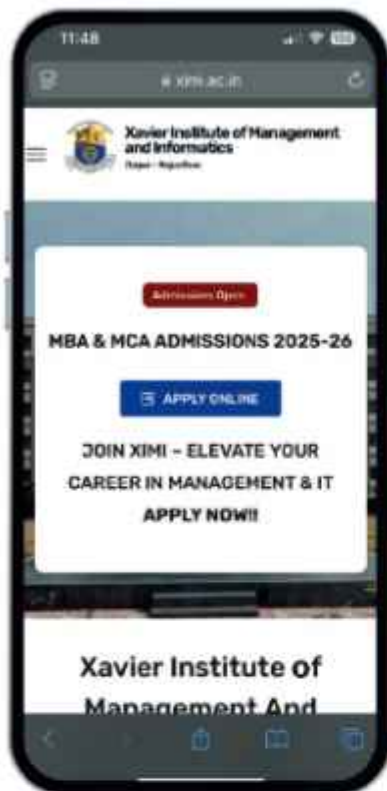 11:48
ximi.ac.in
Xavier Institute of Management
and Informatics
Admissions Open
MBA & MCA ADMISSIONS 2025-26
APPLY ONLINE
JOIN XIMI – ELEVATE YOUR
CAREER IN MANAGEMENT & IT
APPLY NOW!!
Xavier Institute of
Management And